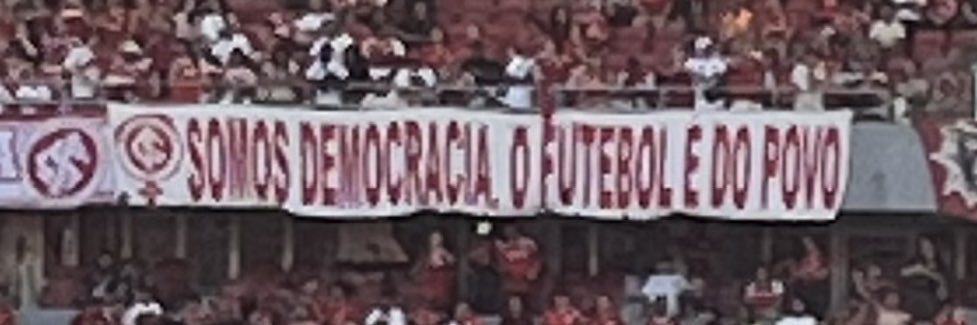 SOMOS DEMOCRACIA. O FUTEBOL É DO POVO